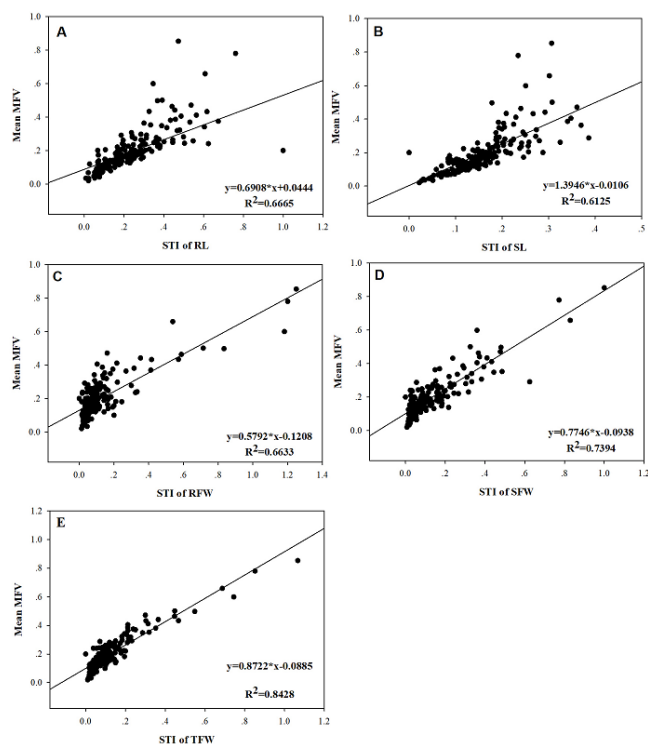 A
Mean MFV
1.0
.8
.6
.4
.2
0.0
y=0.6908*x+0.0444
R2=0.6665
0.0 .2 .4 .6 .8 1.0 1.2
STI of RL
B
Mean MFV
1.0
.8
.6
.4
.2
0.0
y=1.3946*x-0.0106
R2=0.6125
0.0 .1 .2 .3 .4 .5
STI of SL
C
Mean MFV
1.0
.8
.6
.4
.2
0.0
y=0.5792*x-0.1208
R2=0.6633
0.0 .2 .4 .6 .8 1.0 1.2 1.4
STI of RFW
D
Mean MFV
1.0
.8
.6
.4
.2
0.0
y=0.7746*x-0.0938
R2=0.7394
0.0 .2 .4 .6 .8 1.0 1.2
STI of SFW
E
Mean MFV
1.2
1.0
.8
.6
.4
.2
0.0
y=0.8722*x-0.0885
R2=0.8428
0.0 .2 .4 .6 .8 1.0 1.2
STI of TFW